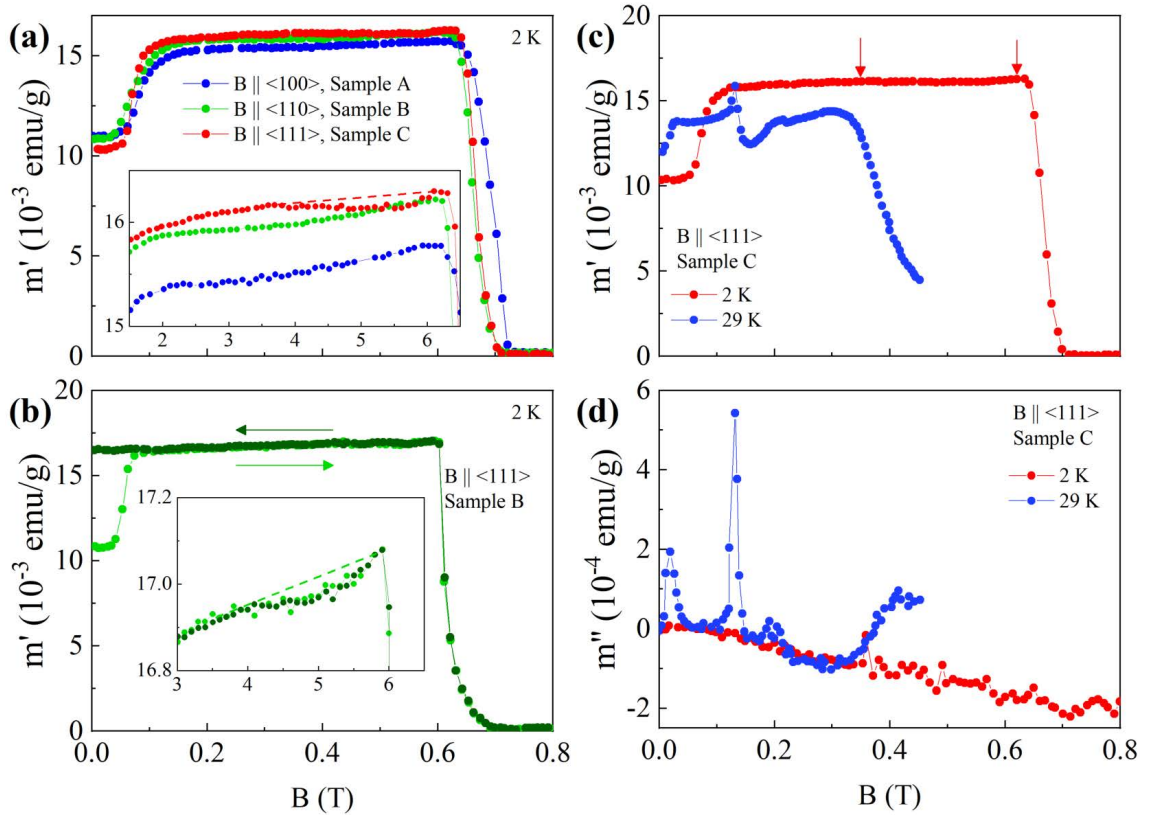 (a)
2 K
m' (10⁻³ emu/g)
20
15
10
5
0
B || <100>, Sample A
B || <110>, Sample B
B || <111>, Sample C
16
15
2 3 4 5 6
(b)
2 K
m' (10⁻³ emu/g)
20
15
10
5
0
B || <111>
Sample B
17.2
17.0
16.8
3 4 5 6
0.0 0.2 0.4 0.6 0.8
B (T)
(c)
m' (10⁻³ emu/g)
20
15
10
5
0
B || <111>
Sample C
2 K
29 K
(d)
m'' (10⁻⁴ emu/g)
6
4
2
0
-2
B || <111>
Sample C
2 K
29 K
0.0 0.2 0.4 0.6 0.8
B (T)